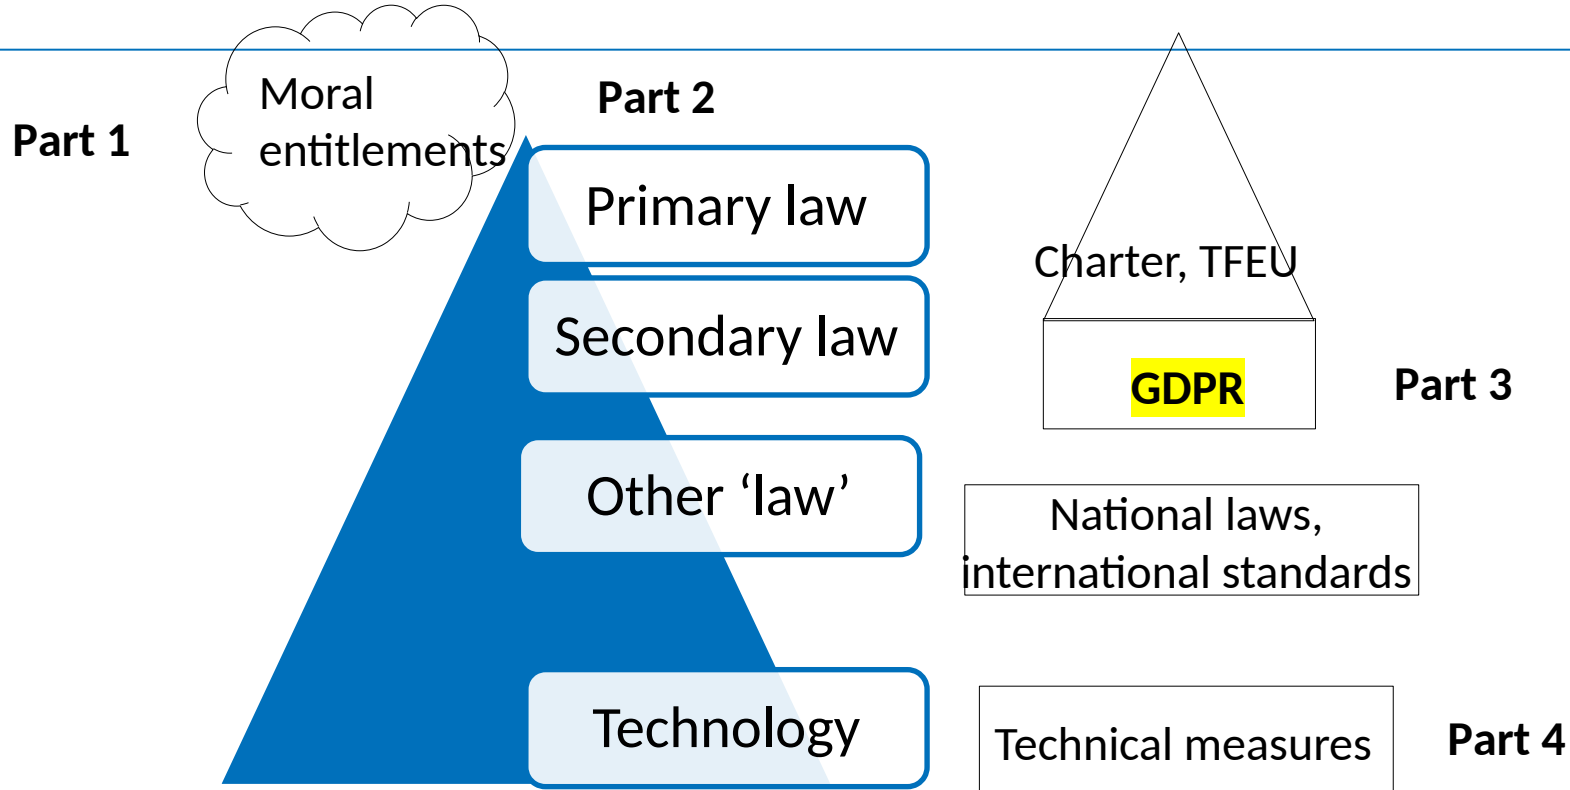 Part 1
Moral
entitlements
Part 2
Primary law
Charter, TFEU
Secondary law
GDPR
Part 3
Other ‘law’
National laws,
international standards
Technology
Technical measures
Part 4